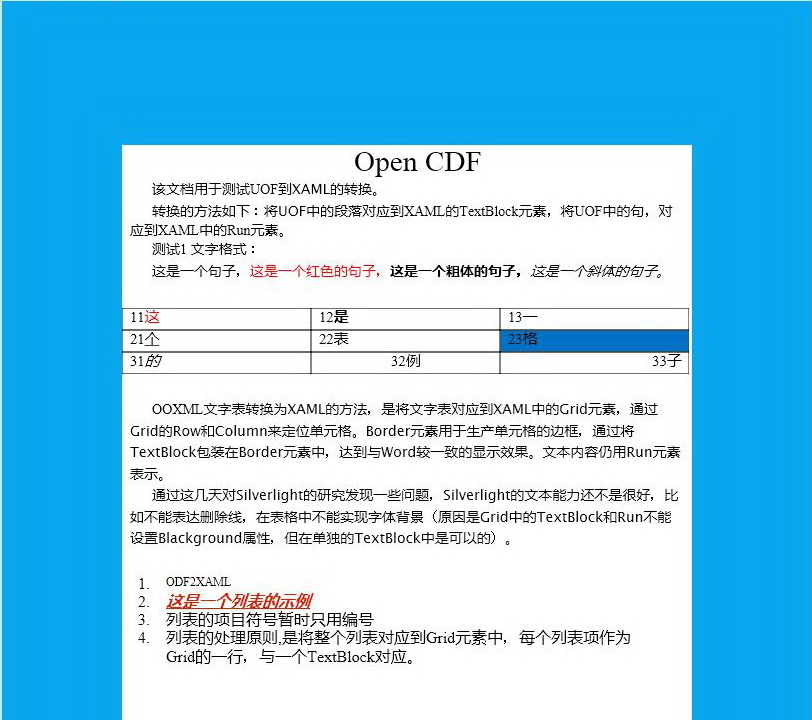 Open CDF
该文档用于测试UOF到XAML的转换。
转换的方法如下：将UOF中的段落对应到XAML的TextBlock元素，将UOF中的句，对
应到XAML中的Run元素。
测试1 文字格式：
这是一个句子，这是一个红色的句子，这是一个粗体的句子，这是一个斜体的句子。
11这 12是 13一
21个 22表 23格
31的 32例 33子
OOXML文字表转换为XAML的方法，是将文字表对应到XAML中的Grid元素，通过
Grid的Row和Column来定位单元格。Border元素用于生产单元格的边框，通过将
TextBlock包装在Border元素中，达到与Word较一致的显示效果。文本内容仍用Run元素
表示。
通过这几天对Silverlight的研究发现一些问题，Silverlight的文本能力还不是很好，比
如不能表达删除线，在表格中不能实现字体背景（原因是Grid中的TextBlock和Run不能
设置Blackground属性，但在单独的TextBlock中是可以的）。
1. ODF2XAML
2. 这是一个列表的示例
3. 列表的项目符号暂时只用编号
4. 列表的处理原则,是将整个列表对应到Grid元素中，每个列表项作为
Grid的一行，与一个TextBlock对应。